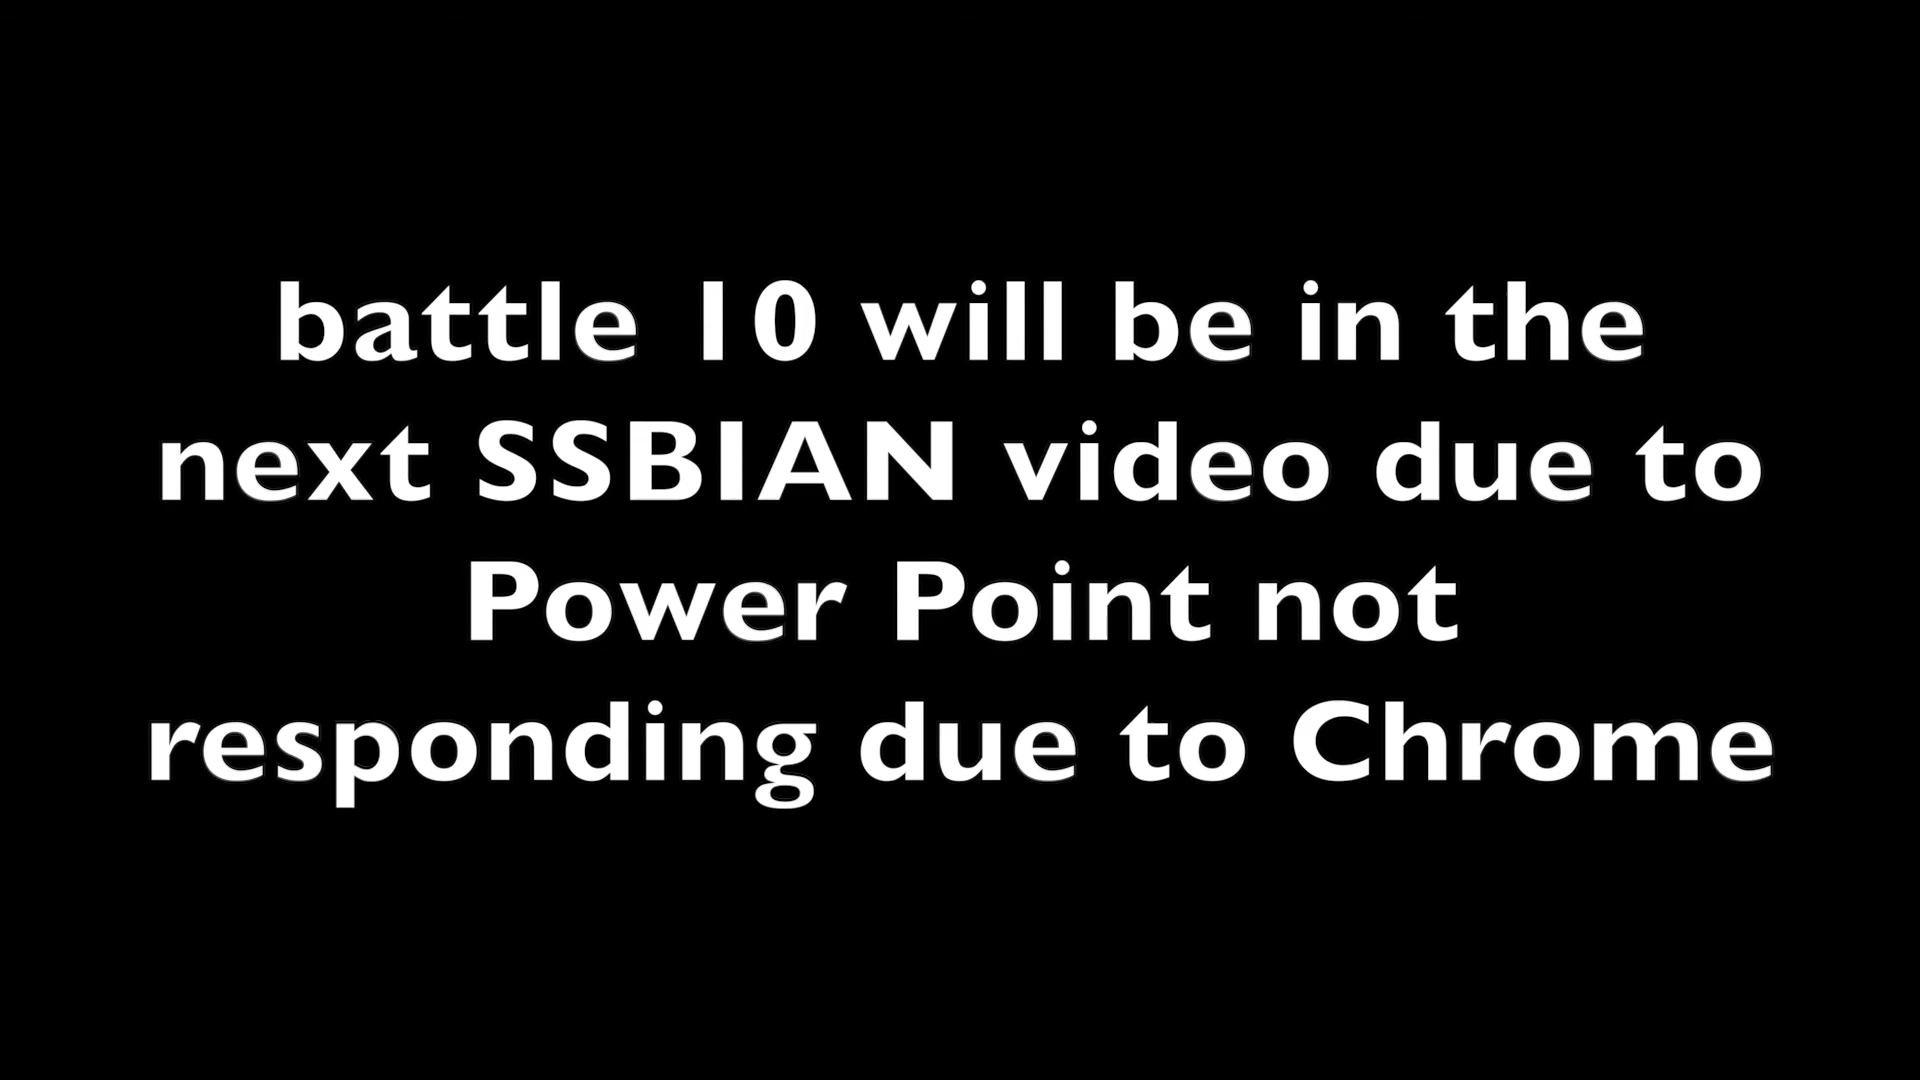 battle 10 will be in the
next SSBIAN video due to
Power Point not
responding due to Chrome